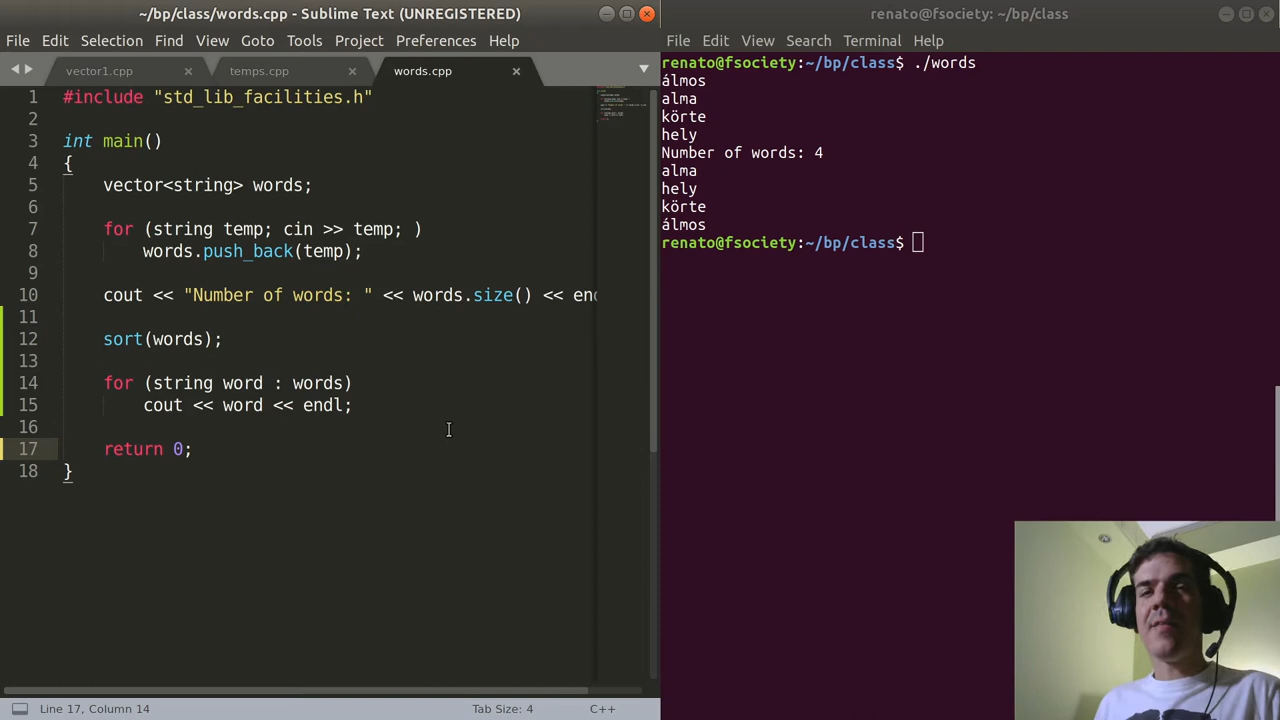 ~/bp/class/words.cpp - Sublime Text (UNREGISTERED)
File Edit Selection Find View Goto Tools Project Preferences Help
vector1.cpp × temps.cpp × words.cpp ×
1 #include "std_lib_facilities.h"
2
3 int main()
4 {
5 vector<string> words;
6
7 for (string temp; cin >> temp; )
8 words.push_back(temp);
9
10 cout << "Number of words: " << words.size() << en
11
12 sort(words);
13
14 for (string word : words)
15 cout << word << endl;
16
17 return 0;
18 }
Line 17, Column 14 Tab Size: 4 C++
renato@fsociety: ~/bp/class
File Edit View Search Terminal Help
renato@fsociety:~/bp/class$ ./words
álmos
alma
körte
hely
Number of words: 4
alma
hely
körte
álmos
renato@fsociety:~/bp/class$